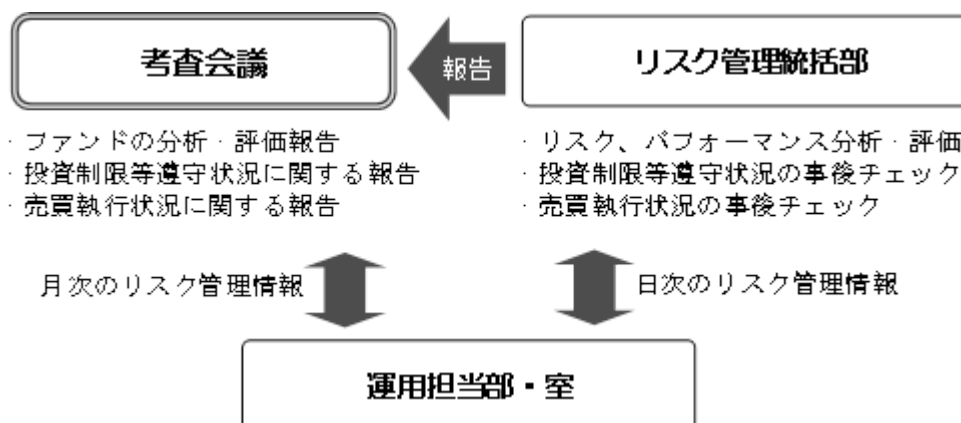 考査会議
報告
リスク管理統括部
・ファンドの分析・評価報告
・投資制限等遵守状況に関する報告
・売買執行状況に関する報告
・リスク、パフォーマンス分析・評価
・投資制限等遵守状況の事後チェック
・売買執行状況の事後チェック
月次のリスク管理情報
日次のリスク管理情報
運用担当部・室